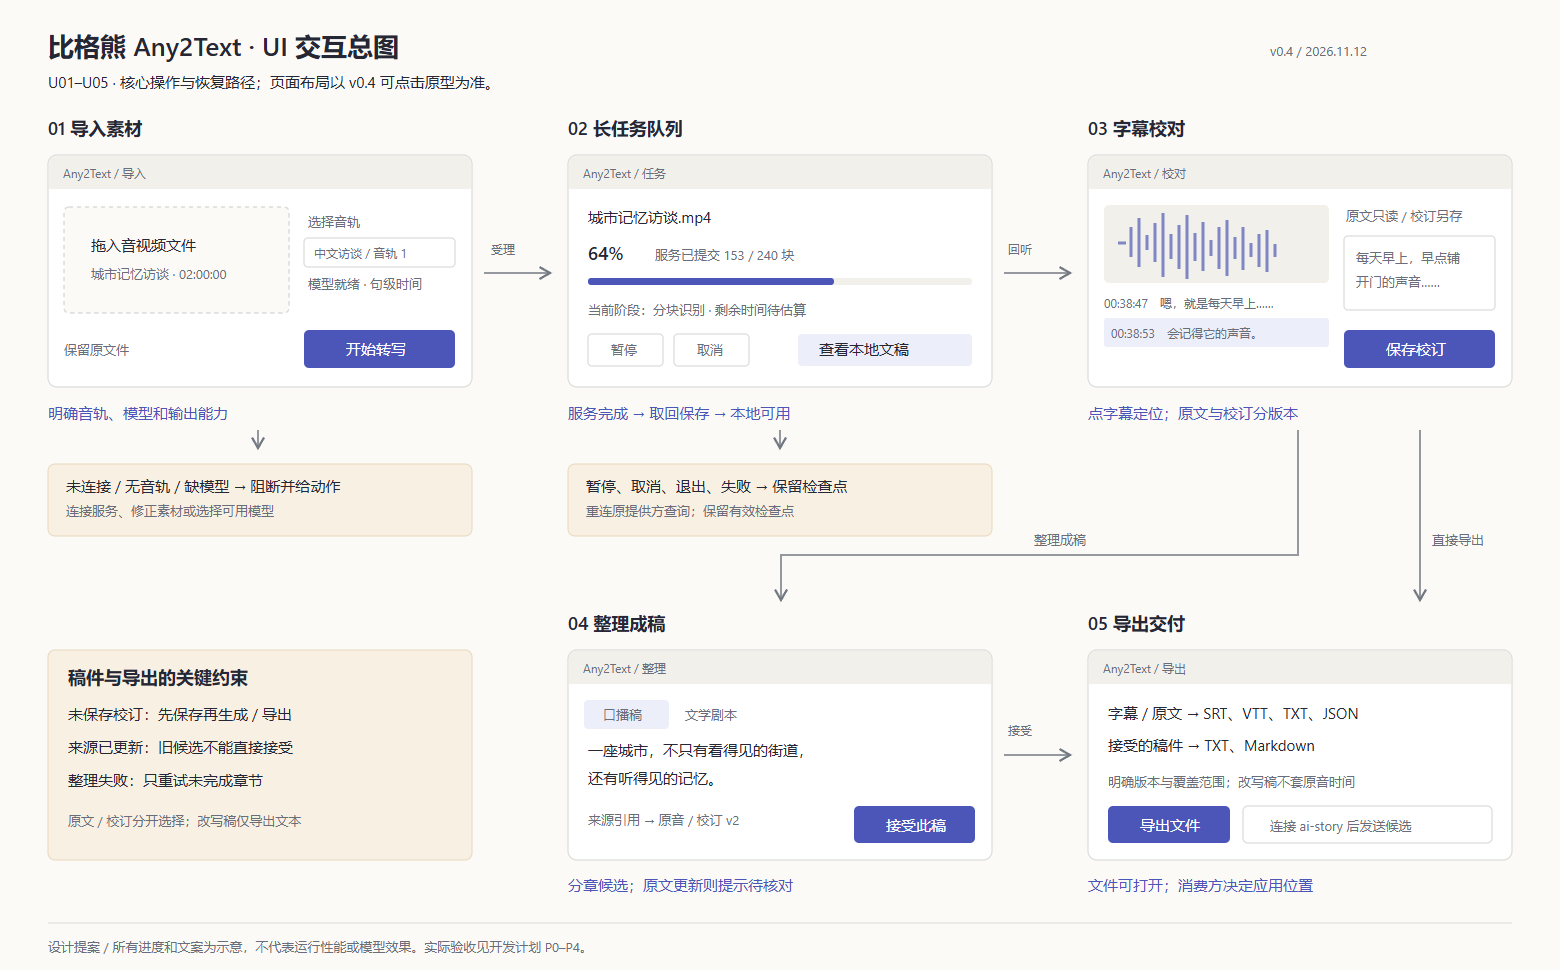 比格熊 Any2Text · UI 交互总图
v0.4 / 2026.11.12
U01–U05 · 核心操作与恢复路径；页面布局以 v0.4 可点击原型为准。
01 导入素材
Any2Text / 导入
拖入音视频文件
城市记忆访谈 · 02:00:00
选择音轨
中文访谈 / 音轨 1
模型就绪 · 句级时间
保留原文件
开始转写
明确音轨、模型和输出能力
未连接 / 无音轨 / 缺模型 → 阻断并给动作
连接服务、修正素材或选择可用模型
受理
02 长任务队列
Any2Text / 任务
城市记忆访谈.mp4
64%
服务已提交 153 / 240 块
当前阶段：分块识别 · 剩余时间待估算
暂停
取消
查看本地文稿
服务完成 → 取回保存 → 本地可用
暂停、取消、退出、失败 → 保留检查点
重连原提供方查询；保留有效检查点
回听
03 字幕校对
Any2Text / 校对
00:38:47 嗯，就是每天早上……
00:38:53 会记得它的声音。
原文只读 / 校订另存
每天早上，早点铺
开门的声音……
保存校订
点字幕定位；原文与校订分版本
整理成稿
直接导出
稿件与导出的关键约束
未保存校订：先保存再生成 / 导出
来源已更新：旧候选不能直接接受
整理失败：只重试未完成章节
原文 / 校订分开选择；改写稿仅导出文本
04 整理成稿
Any2Text / 整理
口播稿
文学剧本
一座城市，不只有看得见的街道，
还有听得见的记忆。
来源引用 → 原音 / 校订 v2
接受此稿
分章候选；原文更新则提示待核对
接受
05 导出交付
Any2Text / 导出
字幕 / 原文 → SRT、VTT、TXT、JSON
接受的稿件 → TXT、Markdown
明确版本与覆盖范围；改写稿不套原音时间
导出文件
连接 ai-story 后发送候选
文件可打开；消费方决定应用位置
设计提案 / 所有进度和文案为示意，不代表运行性能或模型效果。实际验收见开发计划 P0–P4。